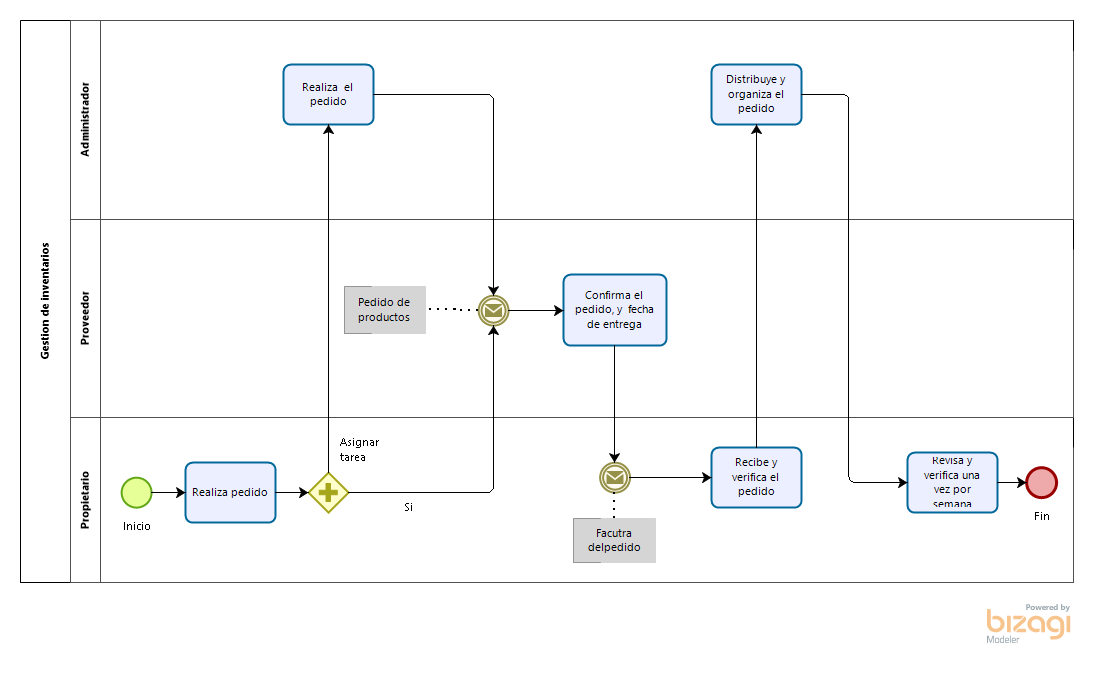 Gestion de inventarios
Administrador
Realiza el
pedido
Distribuye y
organiza el
pedido
Proveedor
Pedido de
productos
Confirma el
pedido, y fecha
de entrega
Propietario
Inicio
Realiza pedido
Asignar
tarea
Si
Facutra
delpedido
Recibe y
verifica el
pedido
Revisa y
verifica una
vez por
semana
Fin
Powered by
bizagi
Modeler